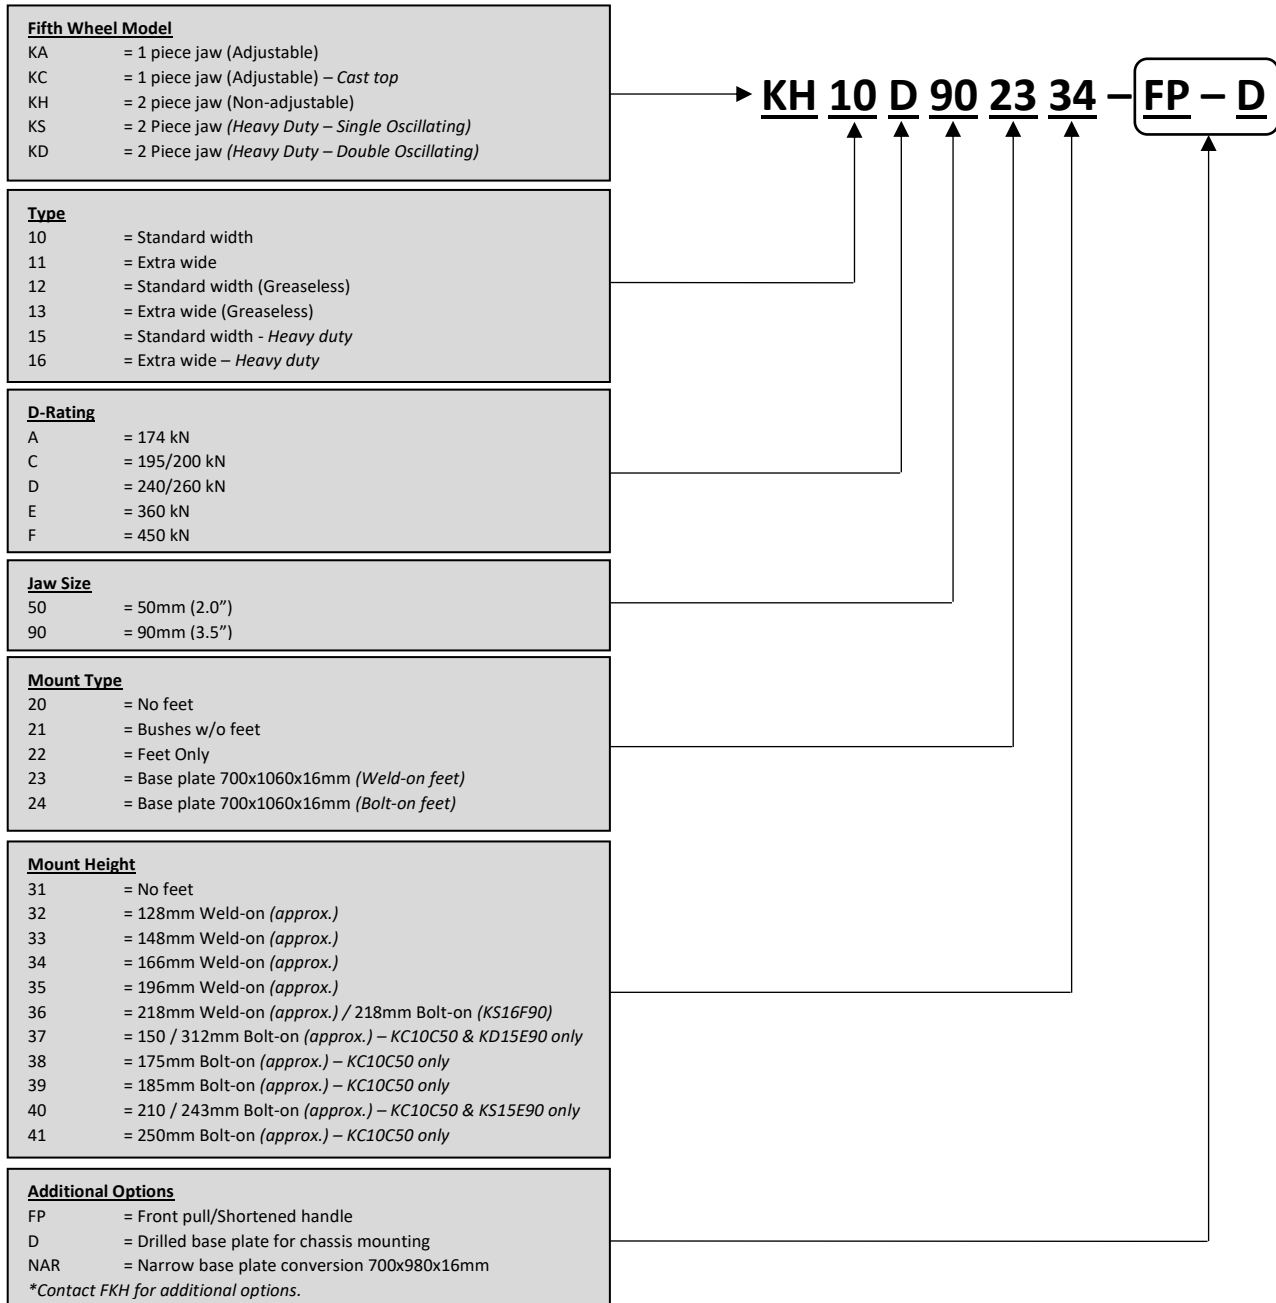 Fifth Wheel Model
KA = 1 piece jaw (Adjustable)
KC = 1 piece jaw (Adjustable) – Cast top
KH = 2 piece jaw (Non-adjustable)
KS = 2 Piece jaw (Heavy Duty – Single Oscillating)
KD = 2 Piece jaw (Heavy Duty – Double Oscillating)
KH 10 D 90 23 34 – FP – D
Type
10 = Standard width
11 = Extra wide
12 = Standard width (Greaseless)
13 = Extra wide (Greaseless)
15 = Standard width - Heavy duty
16 = Extra wide – Heavy duty
D-Rating
A = 174 kN
C = 195/200 kN
D = 240/260 kN
E = 360 kN
F = 450 kN
Jaw Size
50 = 50mm (2.0”)
90 = 90mm (3.5”)
Mount Type
20 = No feet
21 = Bushes w/o feet
22 = Feet Only
23 = Base plate 700x1060x16mm (Weld-on feet)
24 = Base plate 700x1060x16mm (Bolt-on feet)
Mount Height
31 = No feet
32 = 128mm Weld-on (approx.)
33 = 148mm Weld-on (approx.)
34 = 166mm Weld-on (approx.)
35 = 196mm Weld-on (approx.)
36 = 218mm Weld-on (approx.) / 218mm Bolt-on (KS16F90)
37 = 150 / 312mm Bolt-on (approx.) – KC10C50 & KD15E90 only
38 = 175mm Bolt-on (approx.) – KC10C50 only
39 = 185mm Bolt-on (approx.) – KC10C50 only
40 = 210 / 243mm Bolt-on (approx.) – KC10C50 & KS15E90 only
41 = 250mm Bolt-on (approx.) – KC10C50 only
Additional Options
FP = Front pull/Shortened handle
D = Drilled base plate for chassis mounting
NAR = Narrow base plate conversion 700x980x16mm
*Contact FKH for additional options.